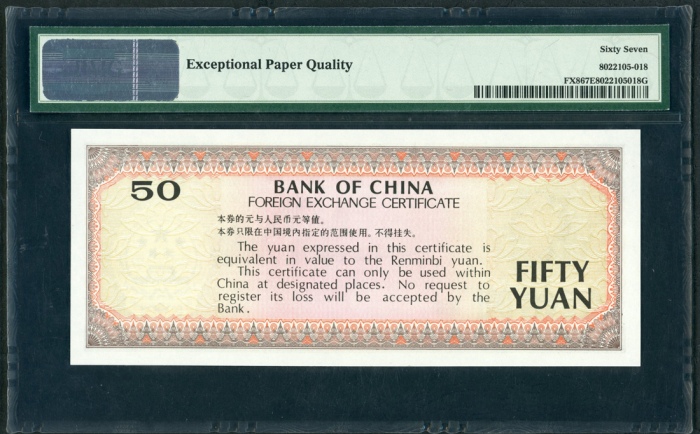 Exceptional Paper Quality
Sixty Seven
8022105-018
FX867E8022105018G
50
BANK OF CHINA
FOREIGN EXCHANGE CERTIFICATE
本券的元与人民币元等值。
本券只限在中国境内指定的范围使用。不得挂失。
The yuan expressed in this certificate is
equivalent in value to the Renminbi yuan.
This certificate can only be used within
China at designated places. No request to
register its loss will be accepted by the
Bank.
FIFTY
YUAN